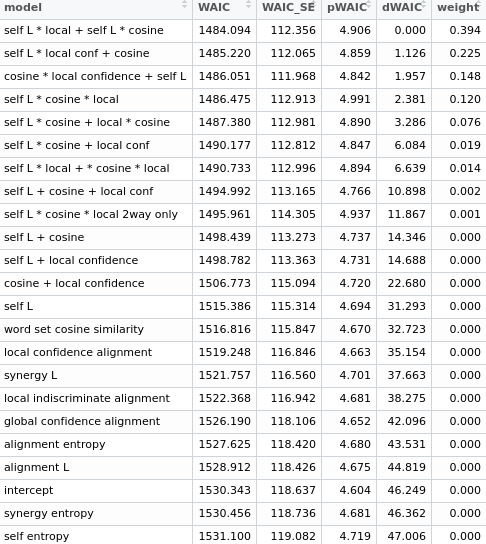 model WAIC WAIC_SE pWAIC dWAIC weight
self L * local + self L * cosine 1484.094 112.356 4.906 0.000 0.394
self L * local conf + cosine 1485.220 112.065 4.859 1.126 0.225
cosine * local confidence + self L 1486.051 111.968 4.842 1.957 0.148
self L * cosine * local 1486.475 112.913 4.991 2.381 0.120
self L * cosine + local * cosine 1487.380 112.981 4.890 3.286 0.076
self L * cosine + local conf 1490.177 112.812 4.847 6.084 0.019
self L * local + * cosine * local 1490.733 112.996 4.894 6.639 0.014
self L + cosine + local conf 1494.992 113.165 4.766 10.898 0.002
self L * cosine * local 2way only 1495.961 114.305 4.937 11.867 0.001
self L + cosine 1498.439 113.273 4.737 14.346 0.000
self L + local confidence 1498.782 113.363 4.731 14.688 0.000
cosine + local confidence 1506.773 115.094 4.720 22.680 0.000
self L 1515.386 115.314 4.694 31.293 0.000
word set cosine similarity 1516.816 115.847 4.670 32.723 0.000
local confidence alignment 1519.248 116.846 4.663 35.154 0.000
synergy L 1521.757 116.560 4.701 37.663 0.000
local indiscriminate alignment 1522.368 116.942 4.681 38.275 0.000
global confidence alignment 1526.190 118.106 4.652 42.096 0.000
alignment entropy 1527.625 118.420 4.680 43.531 0.000
alignment L 1528.912 118.426 4.675 44.819 0.000
intercept 1530.343 118.637 4.604 46.249 0.000
synergy entropy 1530.456 118.736 4.681 46.362 0.000
self entropy 1531.100 119.082 4.719 47.006 0.000